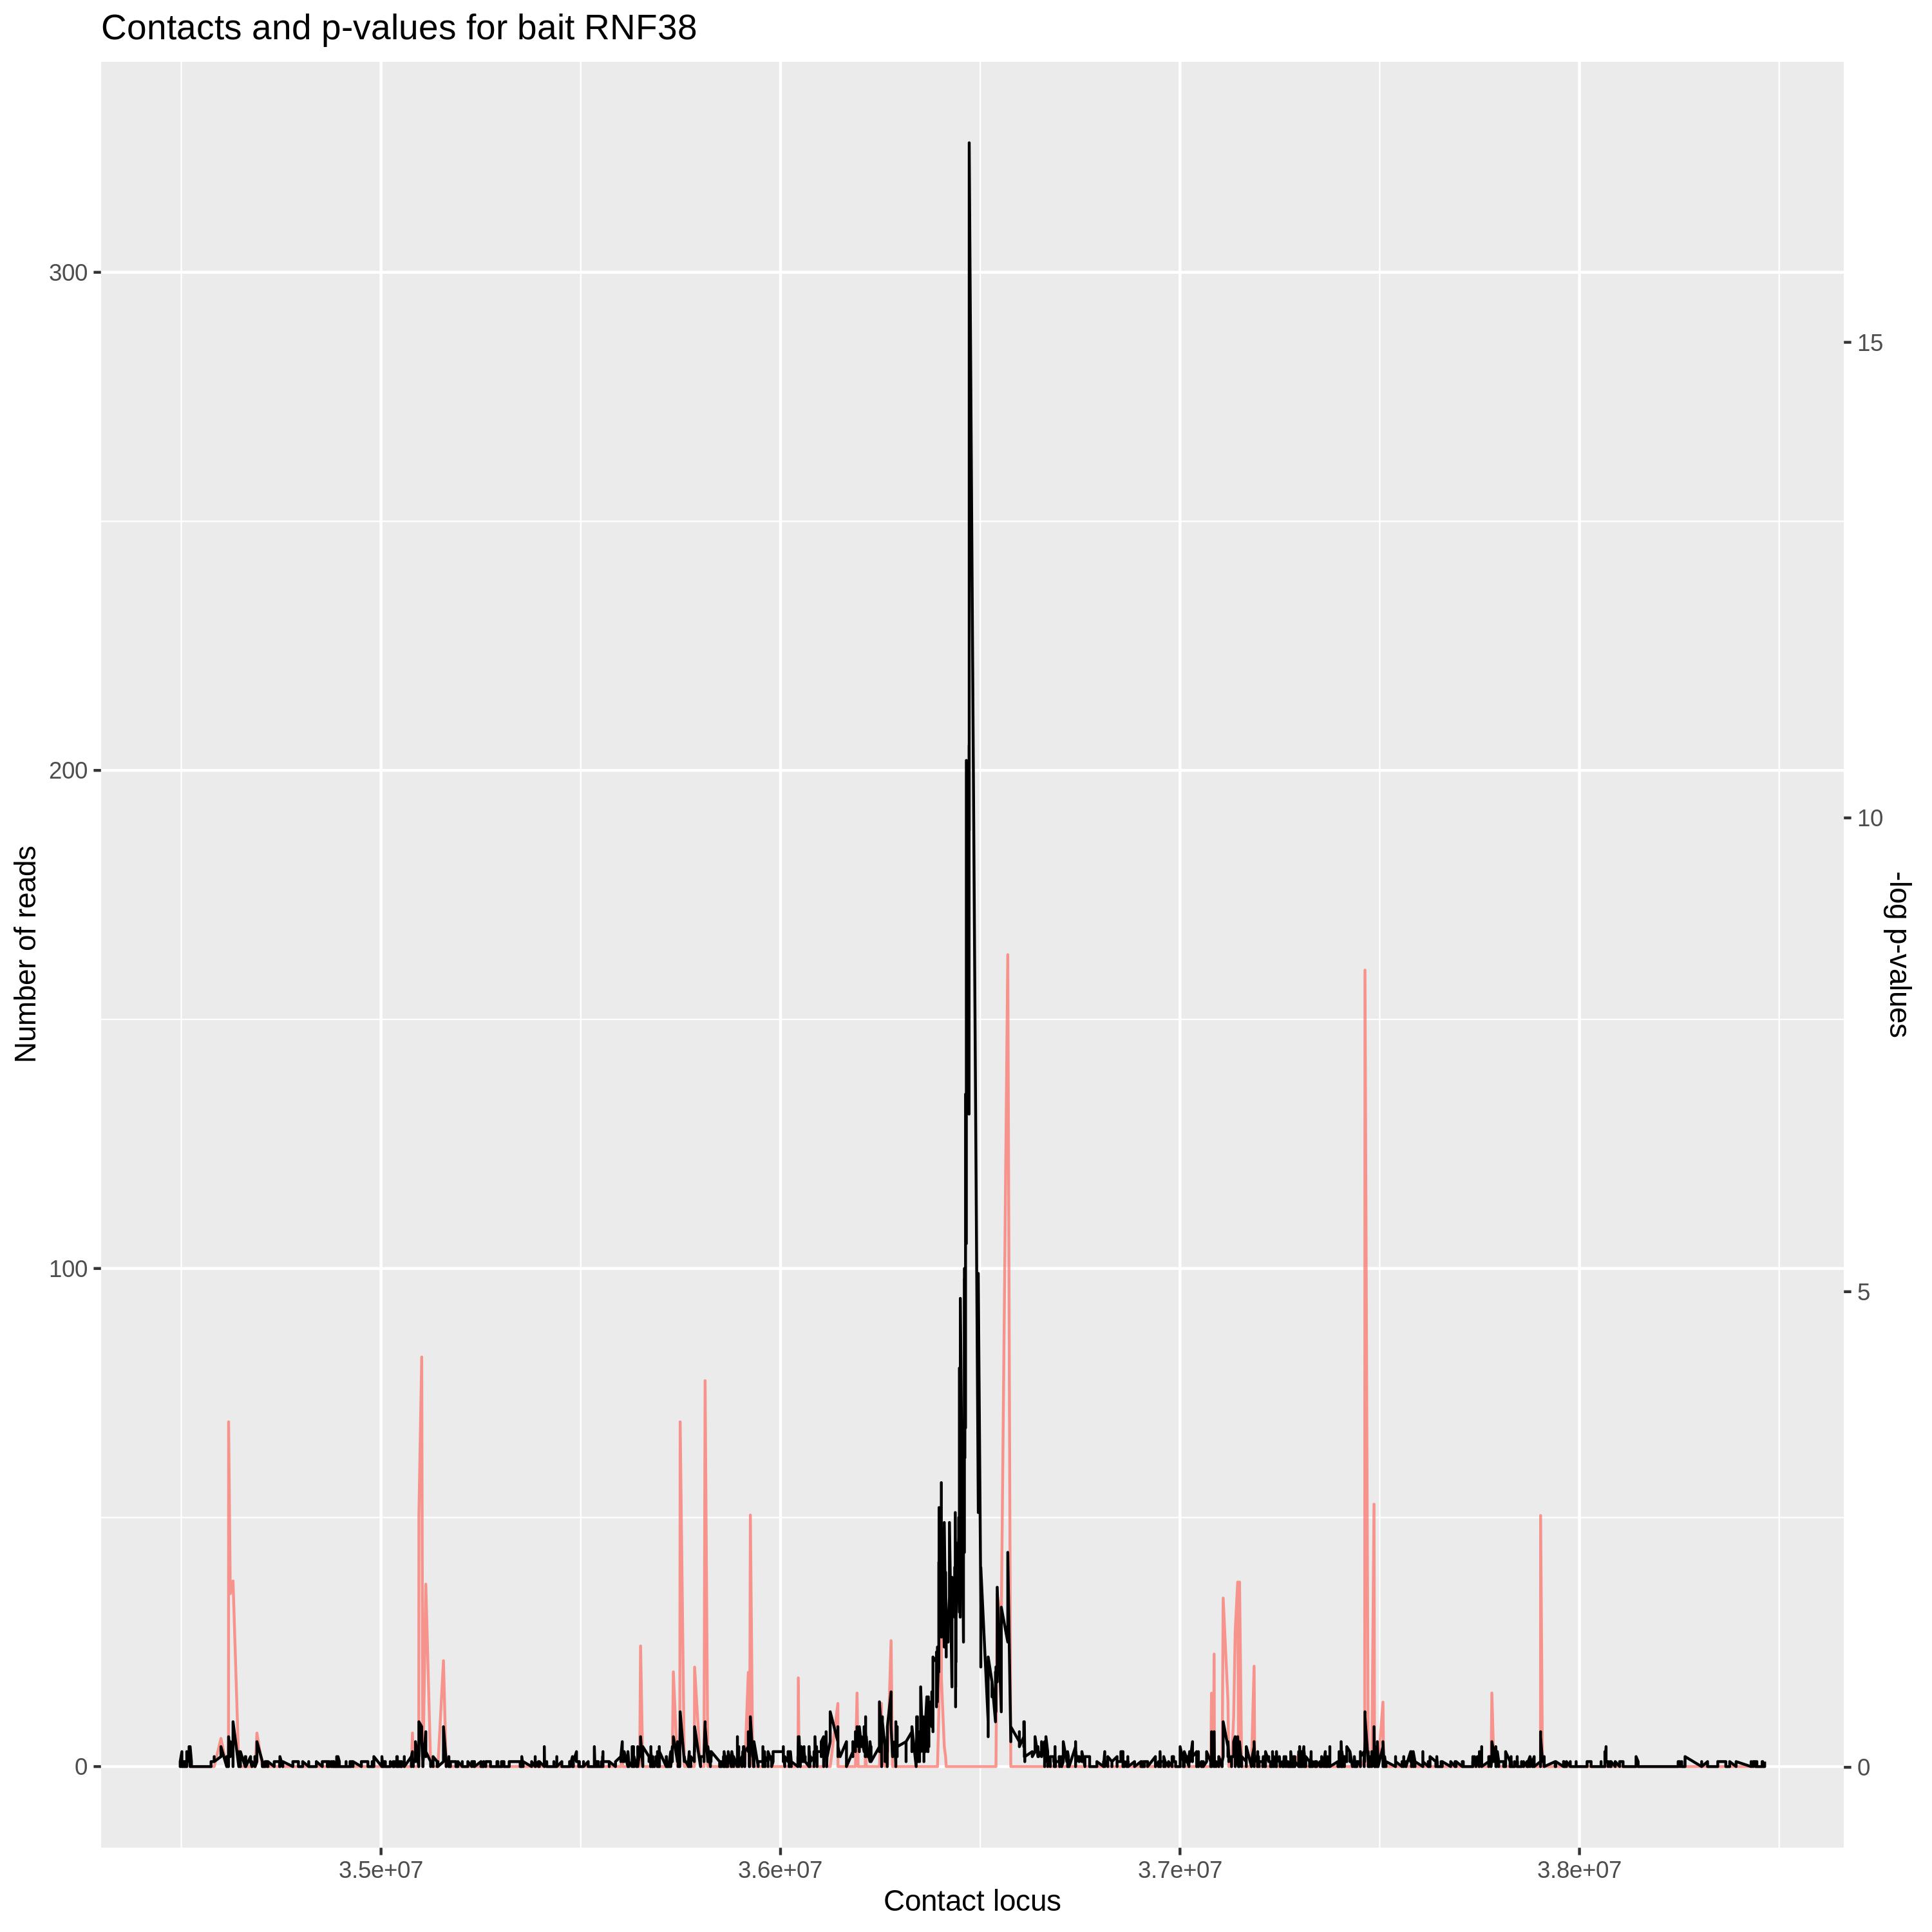 Contacts and p-values for bait RNF38
300
200
100
0
Number of reads
15
10
5
0
-log p-values
3.5e+07
3.6e+07
3.7e+07
3.8e+07
Contact locus